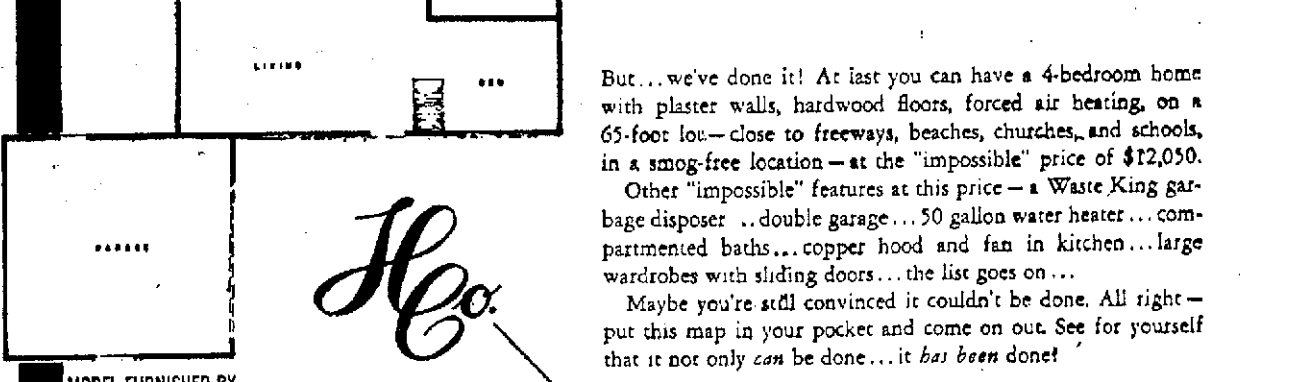 LIVING
DEN
GARAGE
HCo.
MODEL FURNISHED BY
But...we've done it! At last you can have a 4-bedroom home
with plaster walls, hardwood floors, forced air heating, on a
65-foot lot—close to freeways, beaches, churches, and schools,
in a smog-free location—at the "impossible" price of $12,050.
Other "impossible" features at this price—a Waste King gar-
bage disposer ..double garage...50 gallon water heater...com-
partmented baths...copper hood and fan in kitchen...large
wardrobes with sliding doors...the list goes on...
Maybe you're still convinced it couldn't be done. All right—
put this map in your pocket and come on out. See for yourself
that it not only can be done...it has been done!